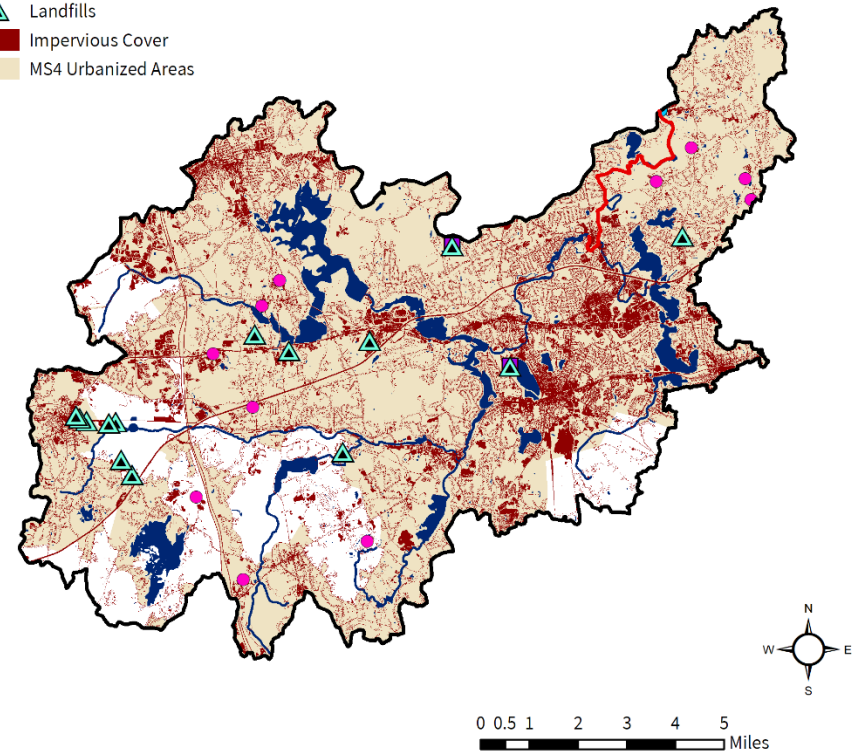 Landfills
Impervious Cover
MS4 Urbanized Areas
N
W E
S
0 0.5 1 2 3 4 5
Miles